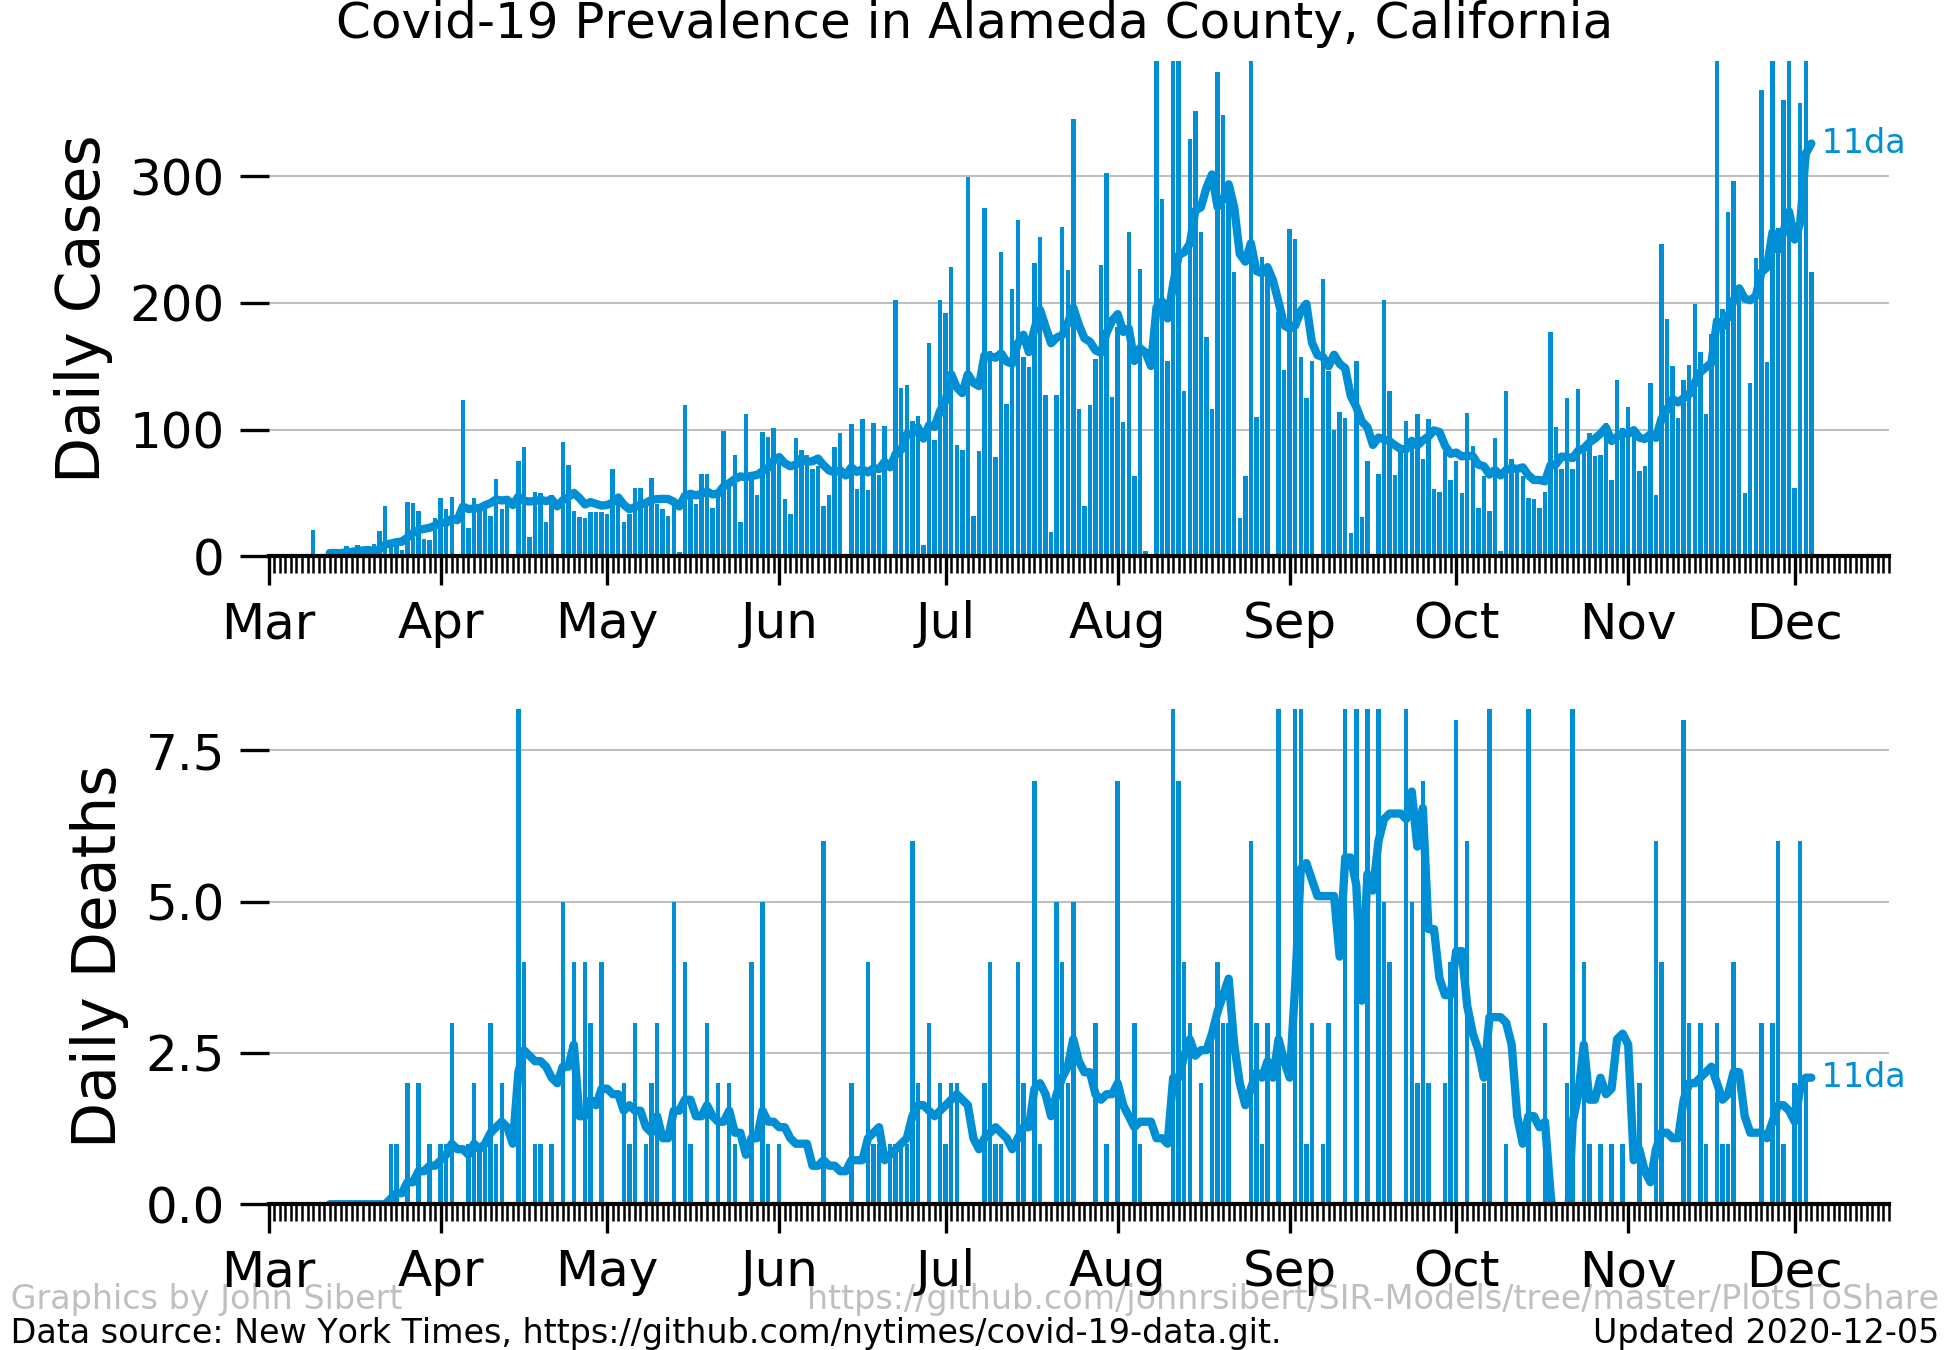 Covid-19 Prevalence in Alameda County, California
Daily Cases
300
200
100
0
11da
Mar Apr May Jun Jul Aug Sep Oct Nov Dec
Daily Deaths
7.5
5.0
2.5
0.0
11da
Mar Apr May Jun Jul Aug Sep Oct Nov Dec
Graphics by John Sibert https://github.com/johnrsibert/SIR-Models/tree/master/PlotsToShare
Data source: New York Times, https://github.com/nytimes/covid-19-data.git. Updated 2020-12-05